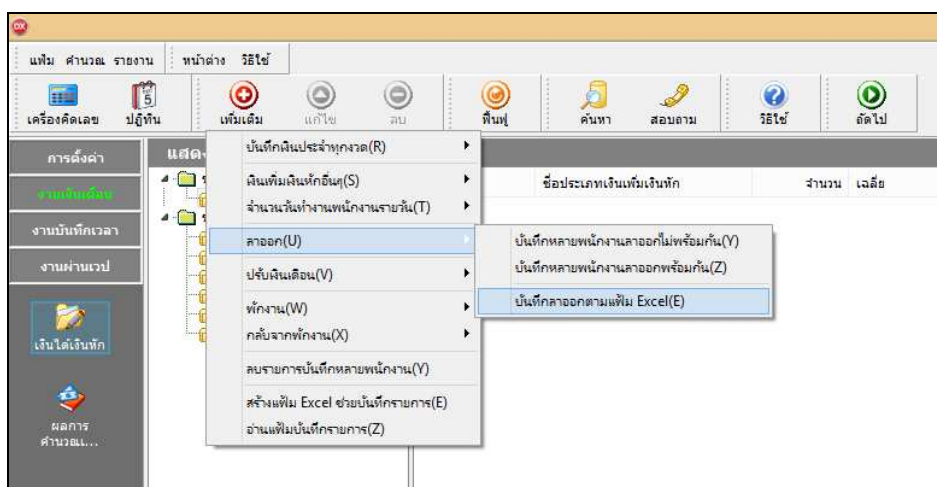 แฟ้ม คำนวณ รายงาน หน้าต่าง วิธีใช้
5
เครื่องคิดเลข ปฏิทิน เพิ่มเติม แก้ไข ลบ ฟื้นฟู ค้นหา สอบถาม วิธีใช้ ถัดไป
การตั้งค่า
งานเงินเดือน
งานบันทึกเวลา
งานผ่านเวป
เงินได้เงินหัก
ผลการ
คำนวณ...
ชื่อประเภทเงินเพิ่มเงินหัก จำนวน เฉลี่ย
บันทึกเงินประจำทุกงวด(R)
เงินเพิ่มเงินหักอื่นๆ(S)
จำนวนวันทำงานพนักงานรายวัน(T)
ลาออก(U)
ปรับเงินเดือน(V)
พักงาน(W)
กลับจากพักงาน(X)
ลบรายการบันทึกหลายพนักงาน(Y)
สร้างแฟ้ม Excel ช่วยบันทึกรายการ(E)
อ่านแฟ้มบันทึกรายการ(Z)
บันทึกหลายพนักงานลาออกไม่พร้อมกัน(Y)
บันทึกหลายพนักงานลาออกพร้อมกัน(Z)
บันทึกลาออกตามแฟ้ม Excel(E)